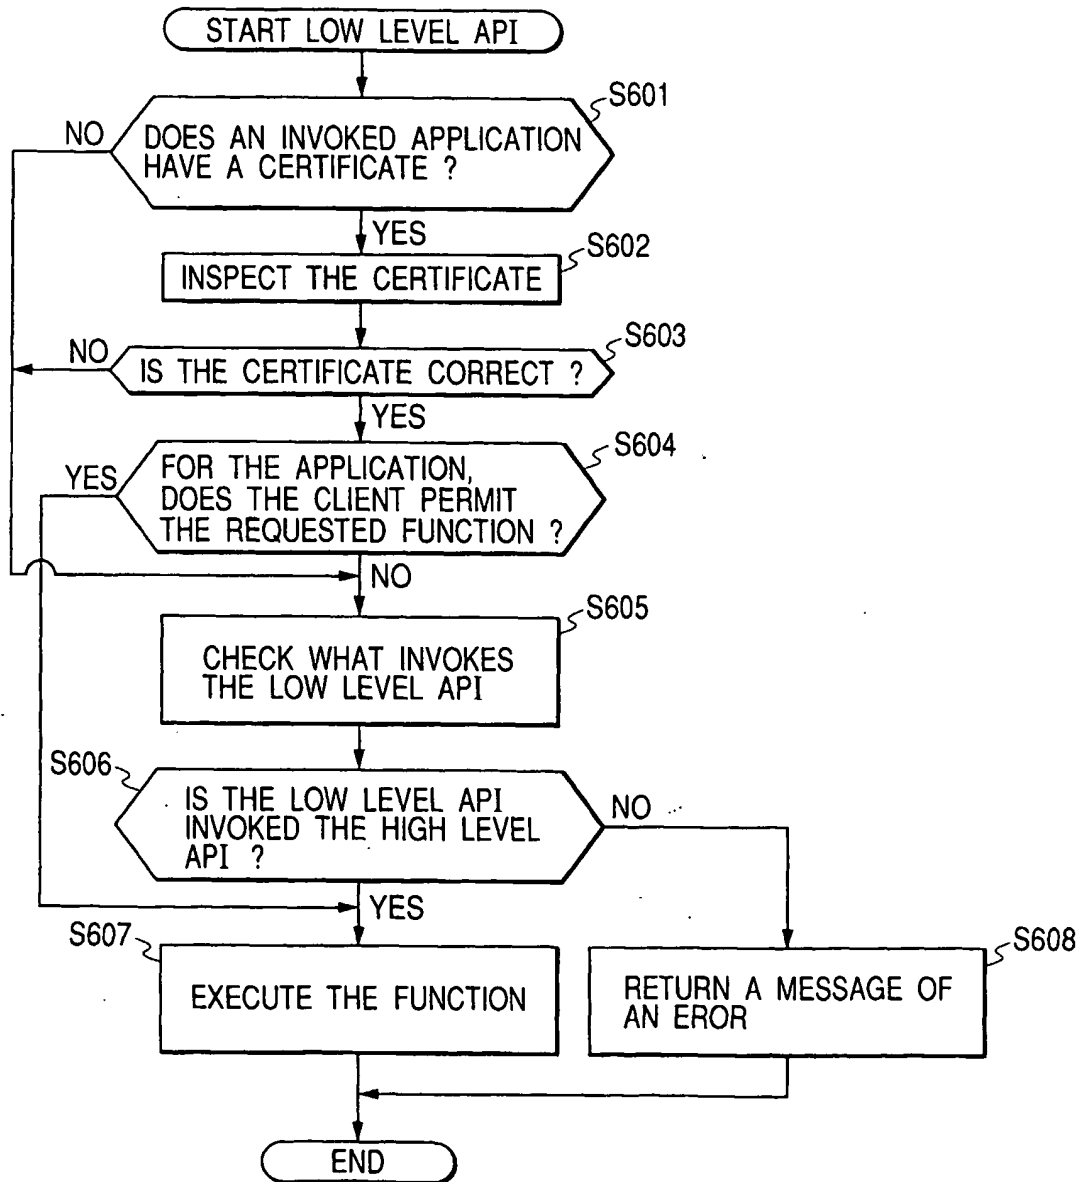 START LOW LEVEL API
S601
NO
DOES AN INVOKED APPLICATION
HAVE A CERTIFICATE ?
YES
S602
INSPECT THE CERTIFICATE
S603
NO
IS THE CERTIFICATE CORRECT ?
YES
S604
YES
FOR THE APPLICATION,
DOES THE CLIENT PERMIT
THE REQUESTED FUNCTION ?
NO
S605
CHECK WHAT INVOKES
THE LOW LEVEL API
S606
IS THE LOW LEVEL API
INVOKED THE HIGH LEVEL
API ?
NO
YES
S607
EXECUTE THE FUNCTION
S608
RETURN A MESSAGE OF
AN EROR
END